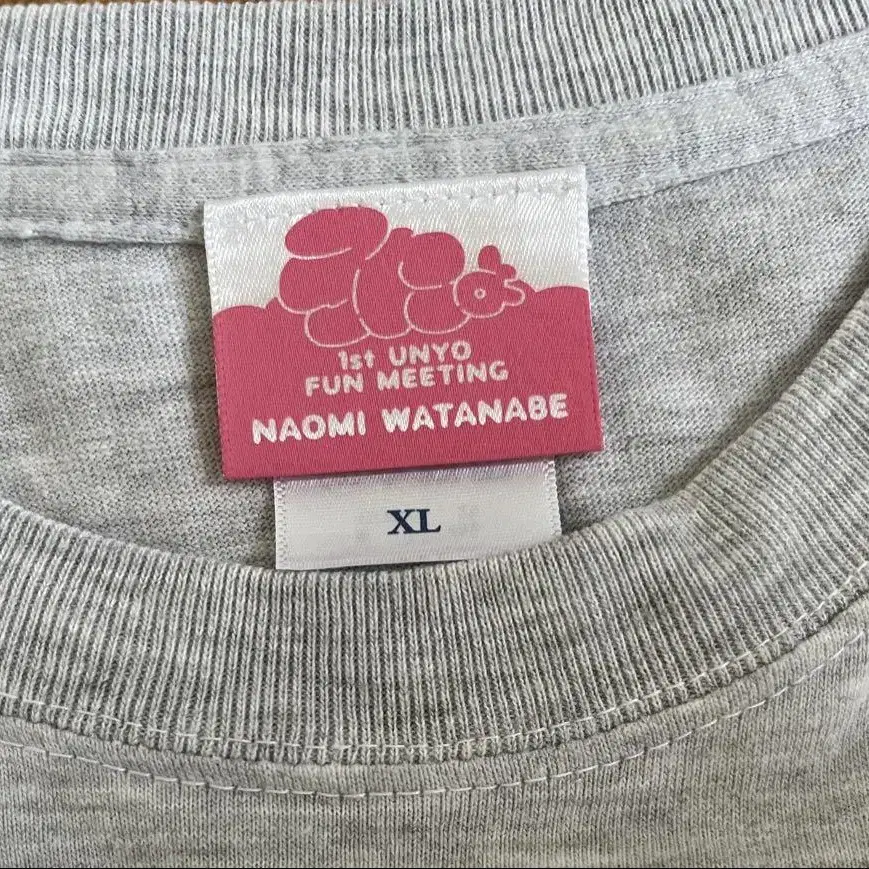 1st UNYO
FUN MEETING
NAOMI WATANABE
XL